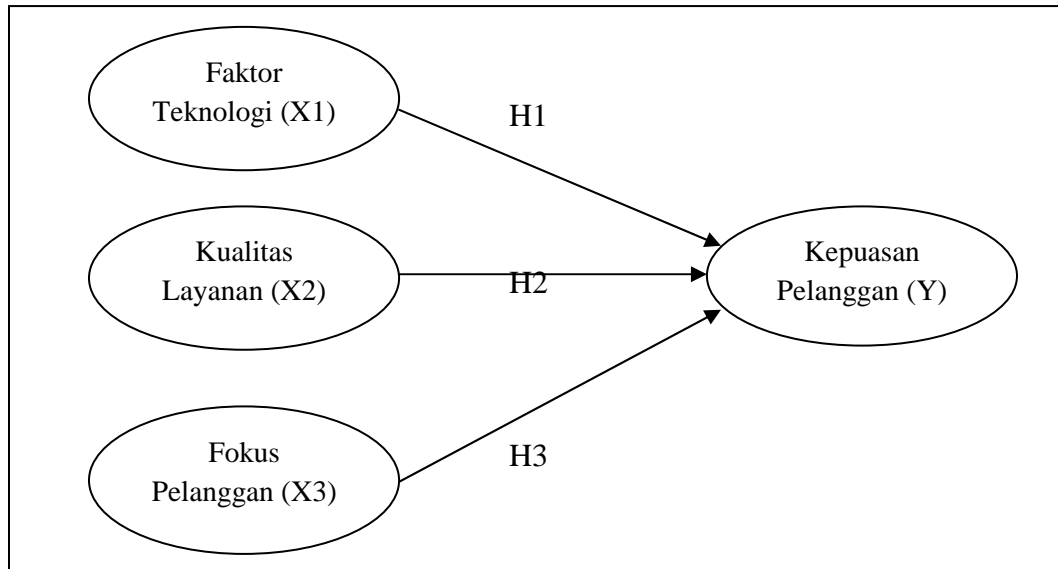 Faktor
Teknologi (X1)
H1
Kualitas
Layanan (X2)
H2
Kepuasan
Pelanggan (Y)
Fokus
Pelanggan (X3)
H3